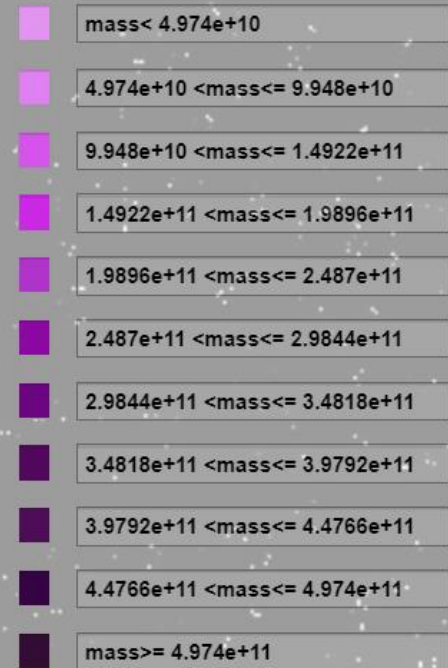 mass< 4.974e+10
4.974e+10 <mass<= 9.948e+10
9.948e+10 <mass<= 1.4922e+11
1.4922e+11 <mass<= 1.9896e+11
1.9896e+11 <mass<= 2.487e+11
2.487e+11 <mass<= 2.9844e+11
2.9844e+11 <mass<= 3.4818e+11
3.4818e+11 <mass<= 3.9792e+11
3.9792e+11 <mass<= 4.4766e+11
4.4766e+11 <mass<= 4.974e+11
mass>= 4.974e+11